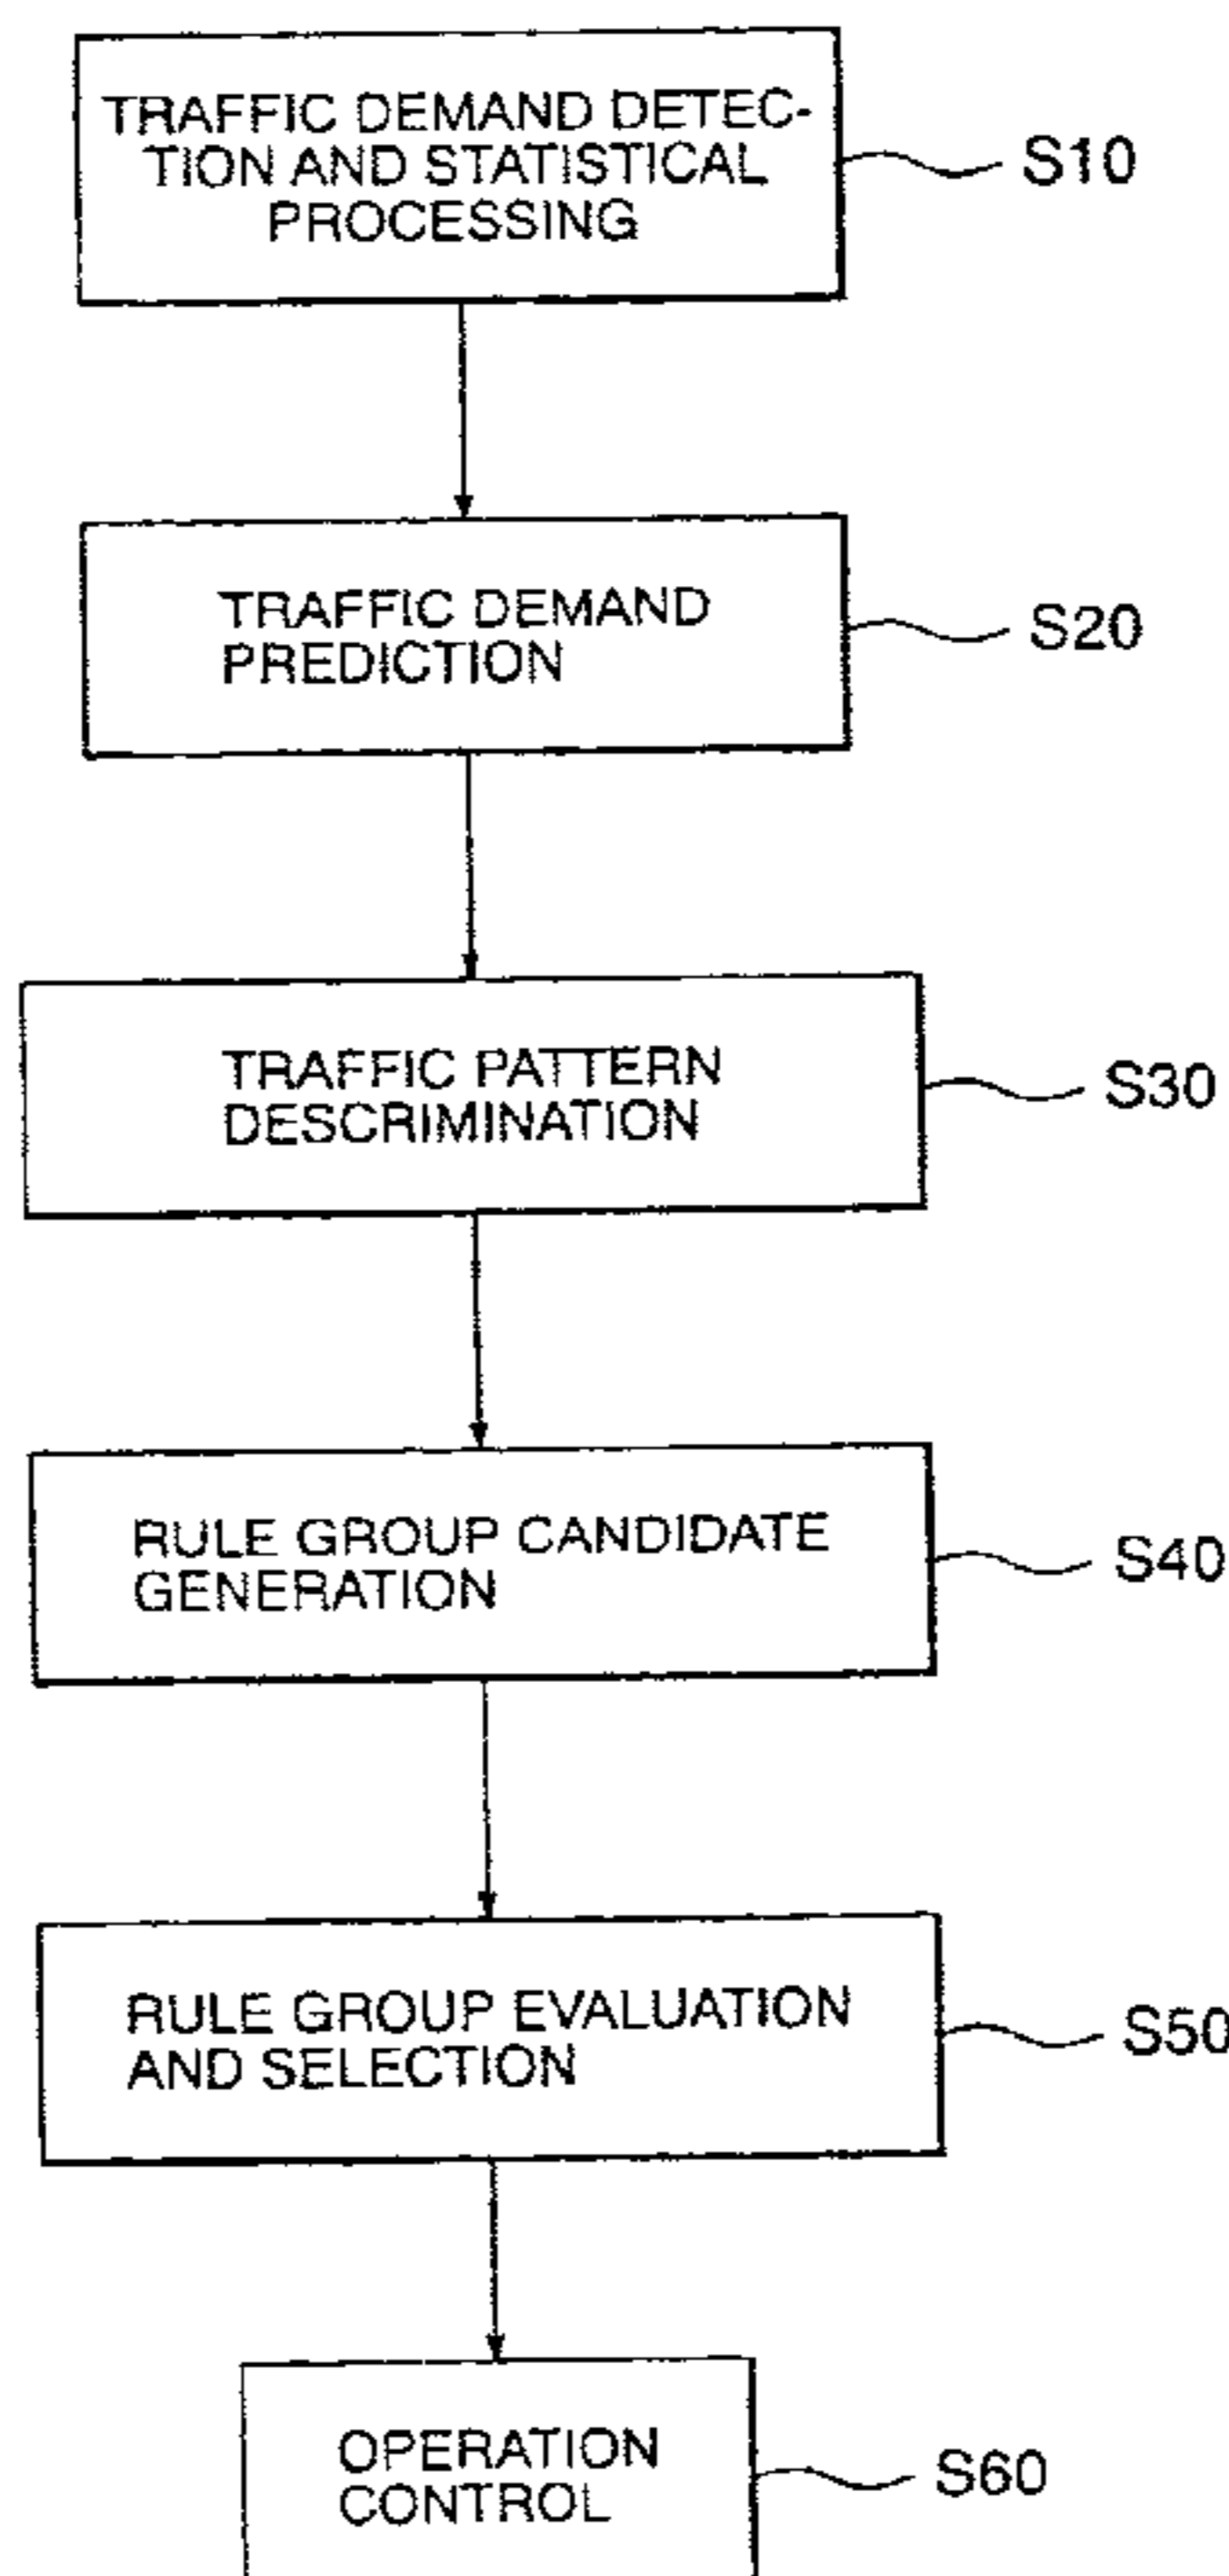 TRAFFIC DEMAND DETEC-
TION AND STATISTICAL
PROCESSING
S10
TRAFFIC DEMAND
PREDICTION
S20
TRAFFIC PATTERN
DESCRIMINATION
S30
RULE GROUP CANDIDATE
GENERATION
S40
RULE GROUP EVALUATION
AND SELECTION
S50
OPERATION
CONTROL
S60